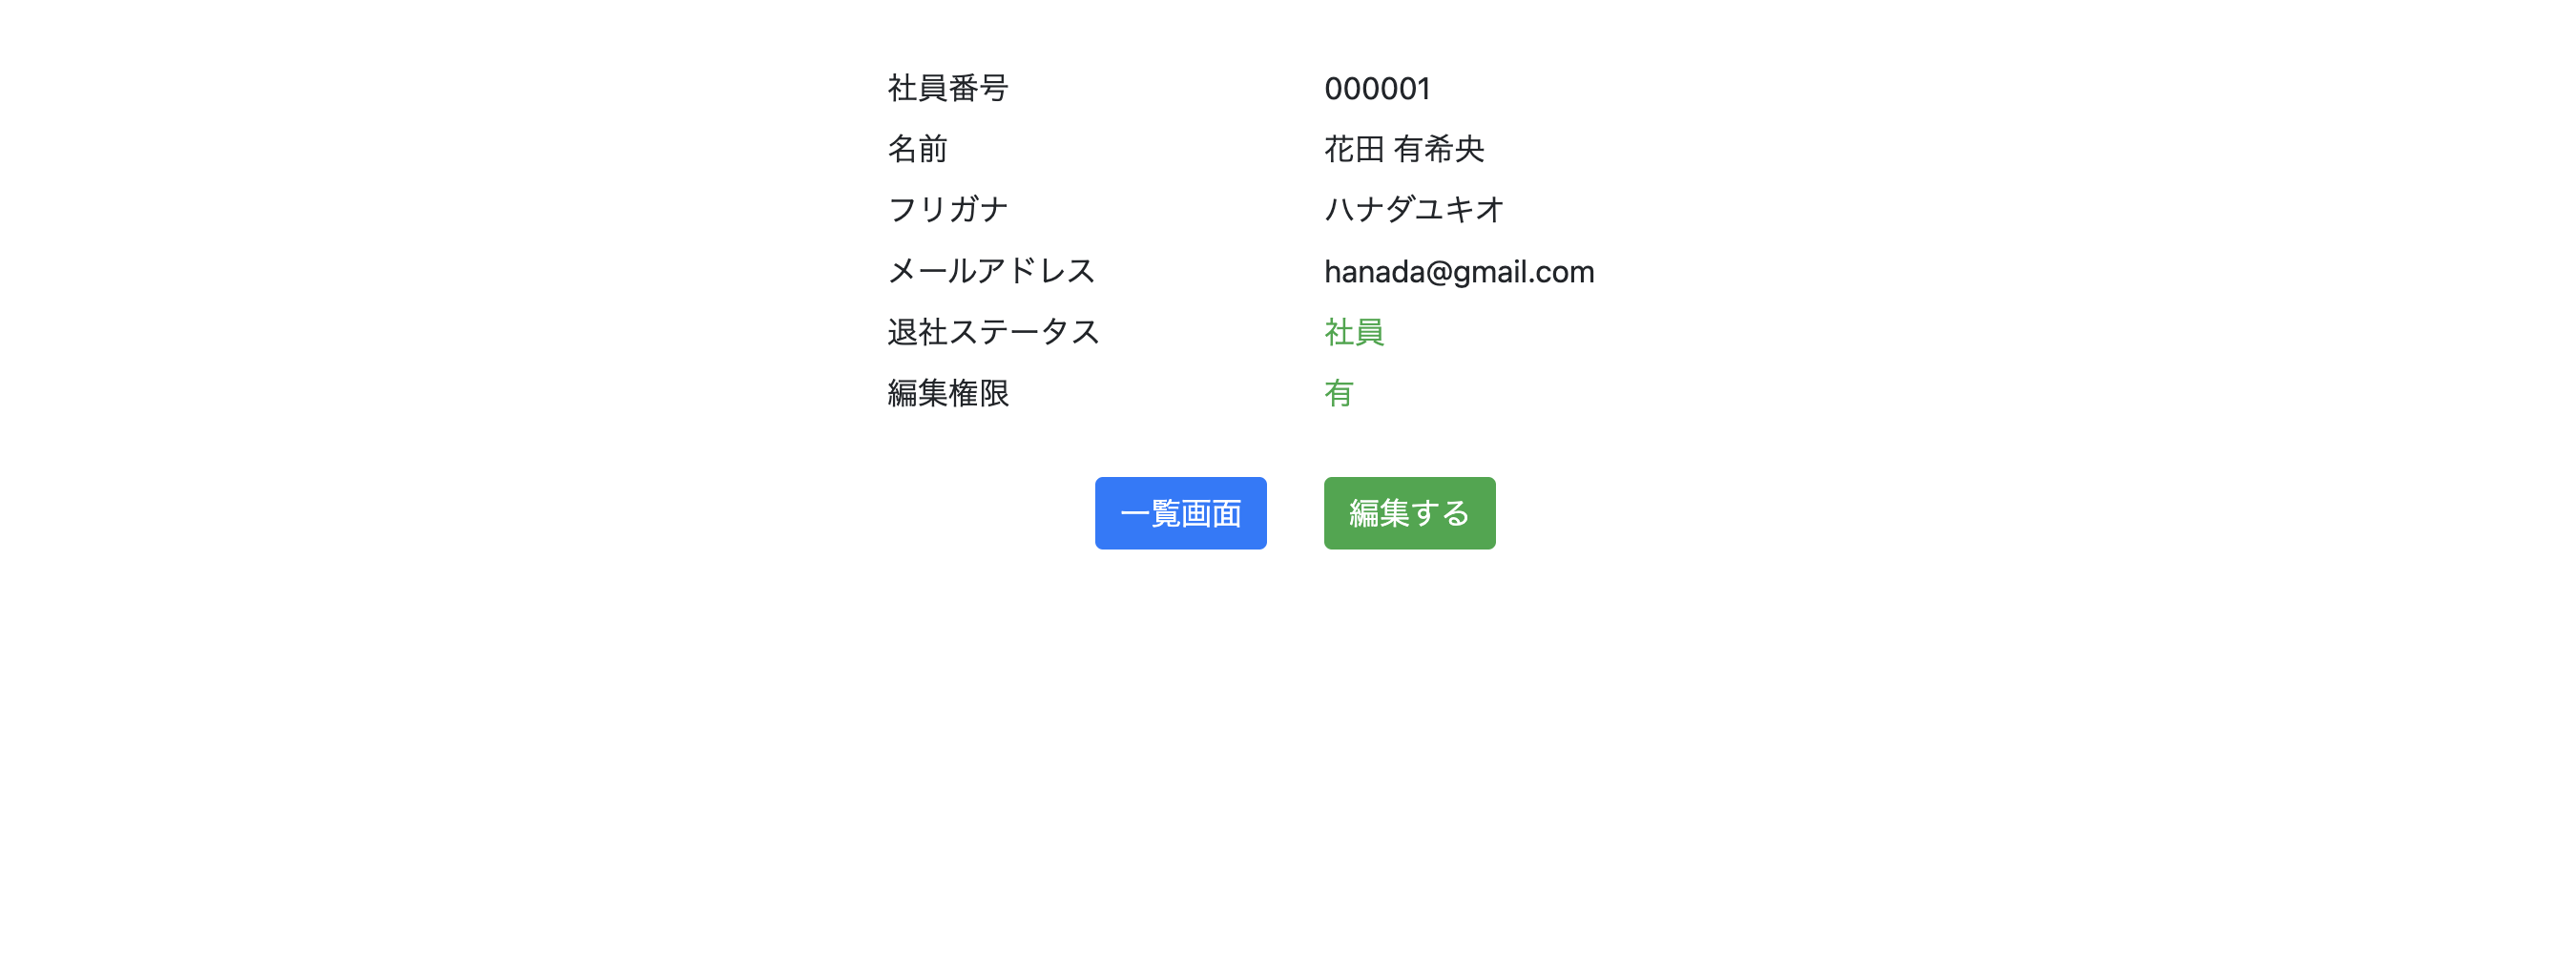 社員番号 000001
名前 花田 有希央
フリガナ ハナダユキオ
メールアドレス hanada@gmail.com
退社ステータス 社員
編集権限 有
一覧画面 編集する